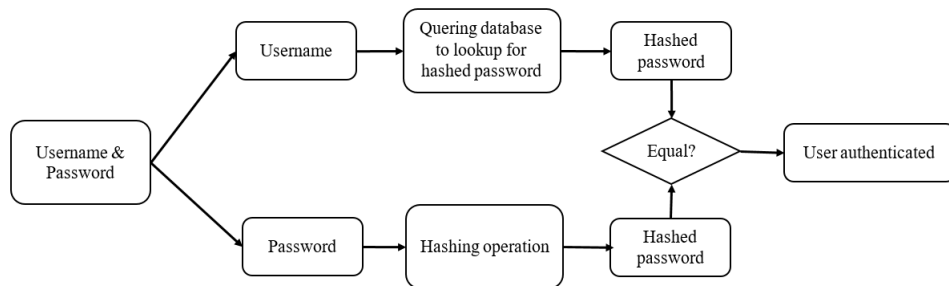 Username &
Password
Username
Quering database
to lookup for
hashed password
Hashed
password
Equal?
User authenticated
Password
Hashing operation
Hashed
password